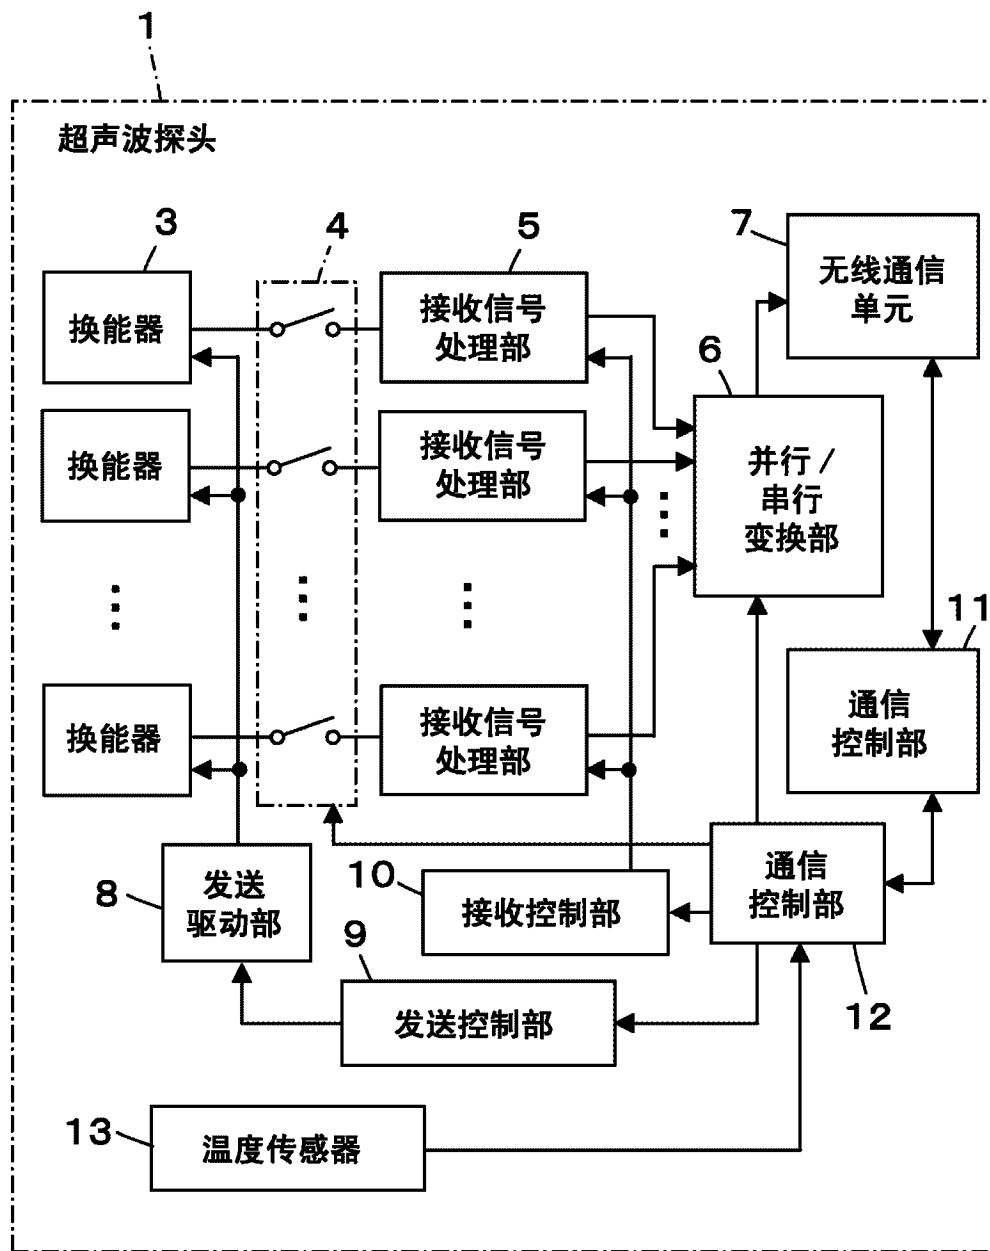 1
超声波探头
3
4
5
7
换能器
接收信号
处理部
无线通信
单元
6
换能器
接收信号
处理部
并行/
串行
变换部
11
换能器
接收信号
处理部
通信
控制部
8
发送
驱动部
10
接收控制部
通信
控制部
12
9
发送控制部
13
温度传感器